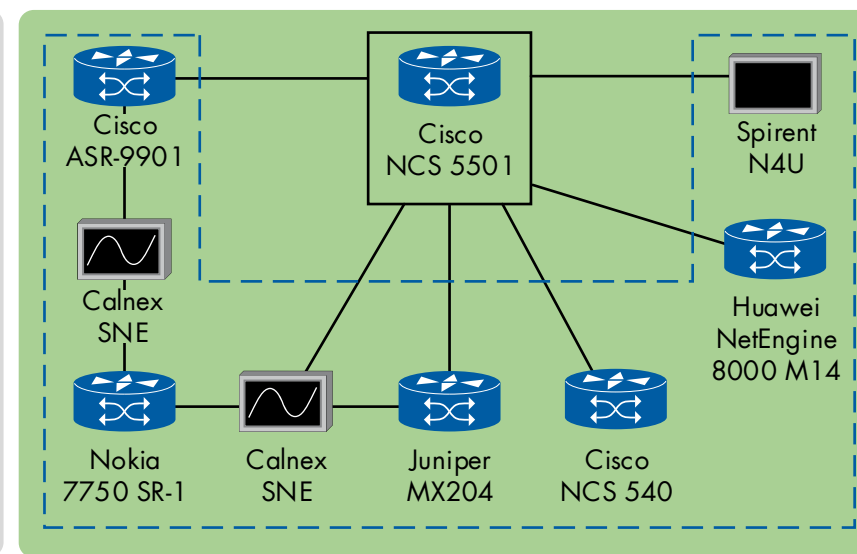 Cisco
ASR-9901
Cisco
NCS 5501
Spirent
N4U
Calnex
SNE
Huawei
NetEngine
8000 M14
Nokia
7750 SR-1
Calnex
SNE
Juniper
MX204
Cisco
NCS 540